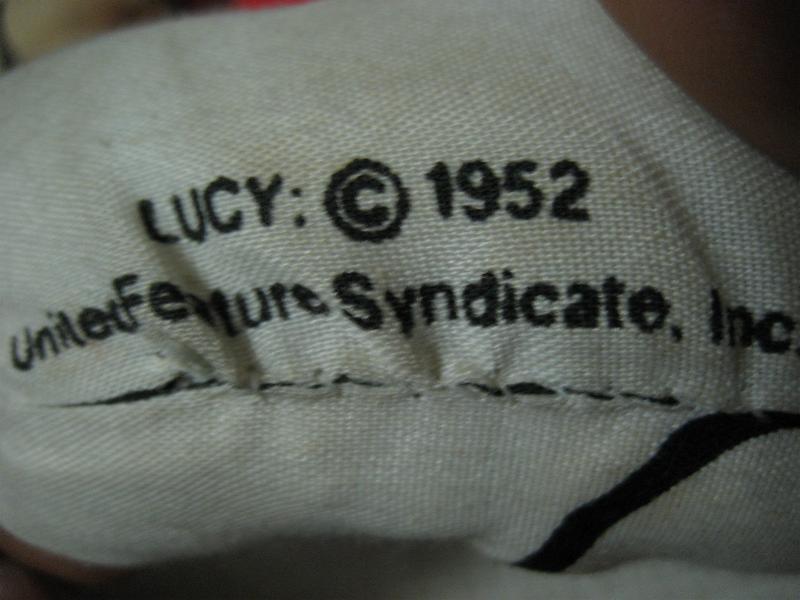 LUCY: © 1952
United Feature Syndicate, Inc.